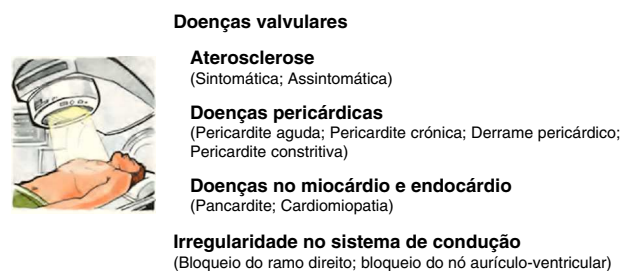 Doenças valvulares
Aterosclerose
(Sintomática; Assintomática)
Doenças pericárdicas
(Pericardite aguda; Pericardite crónica; Derrame pericárdico;
Pericardite constritiva)
Doenças no miocárdio e endocárdio
(Pancardite; Cardiomiopatia)
Irregularidade no sistema de condução
(Bloqueio do ramo direito; bloqueio do nó aurículo-ventricular)